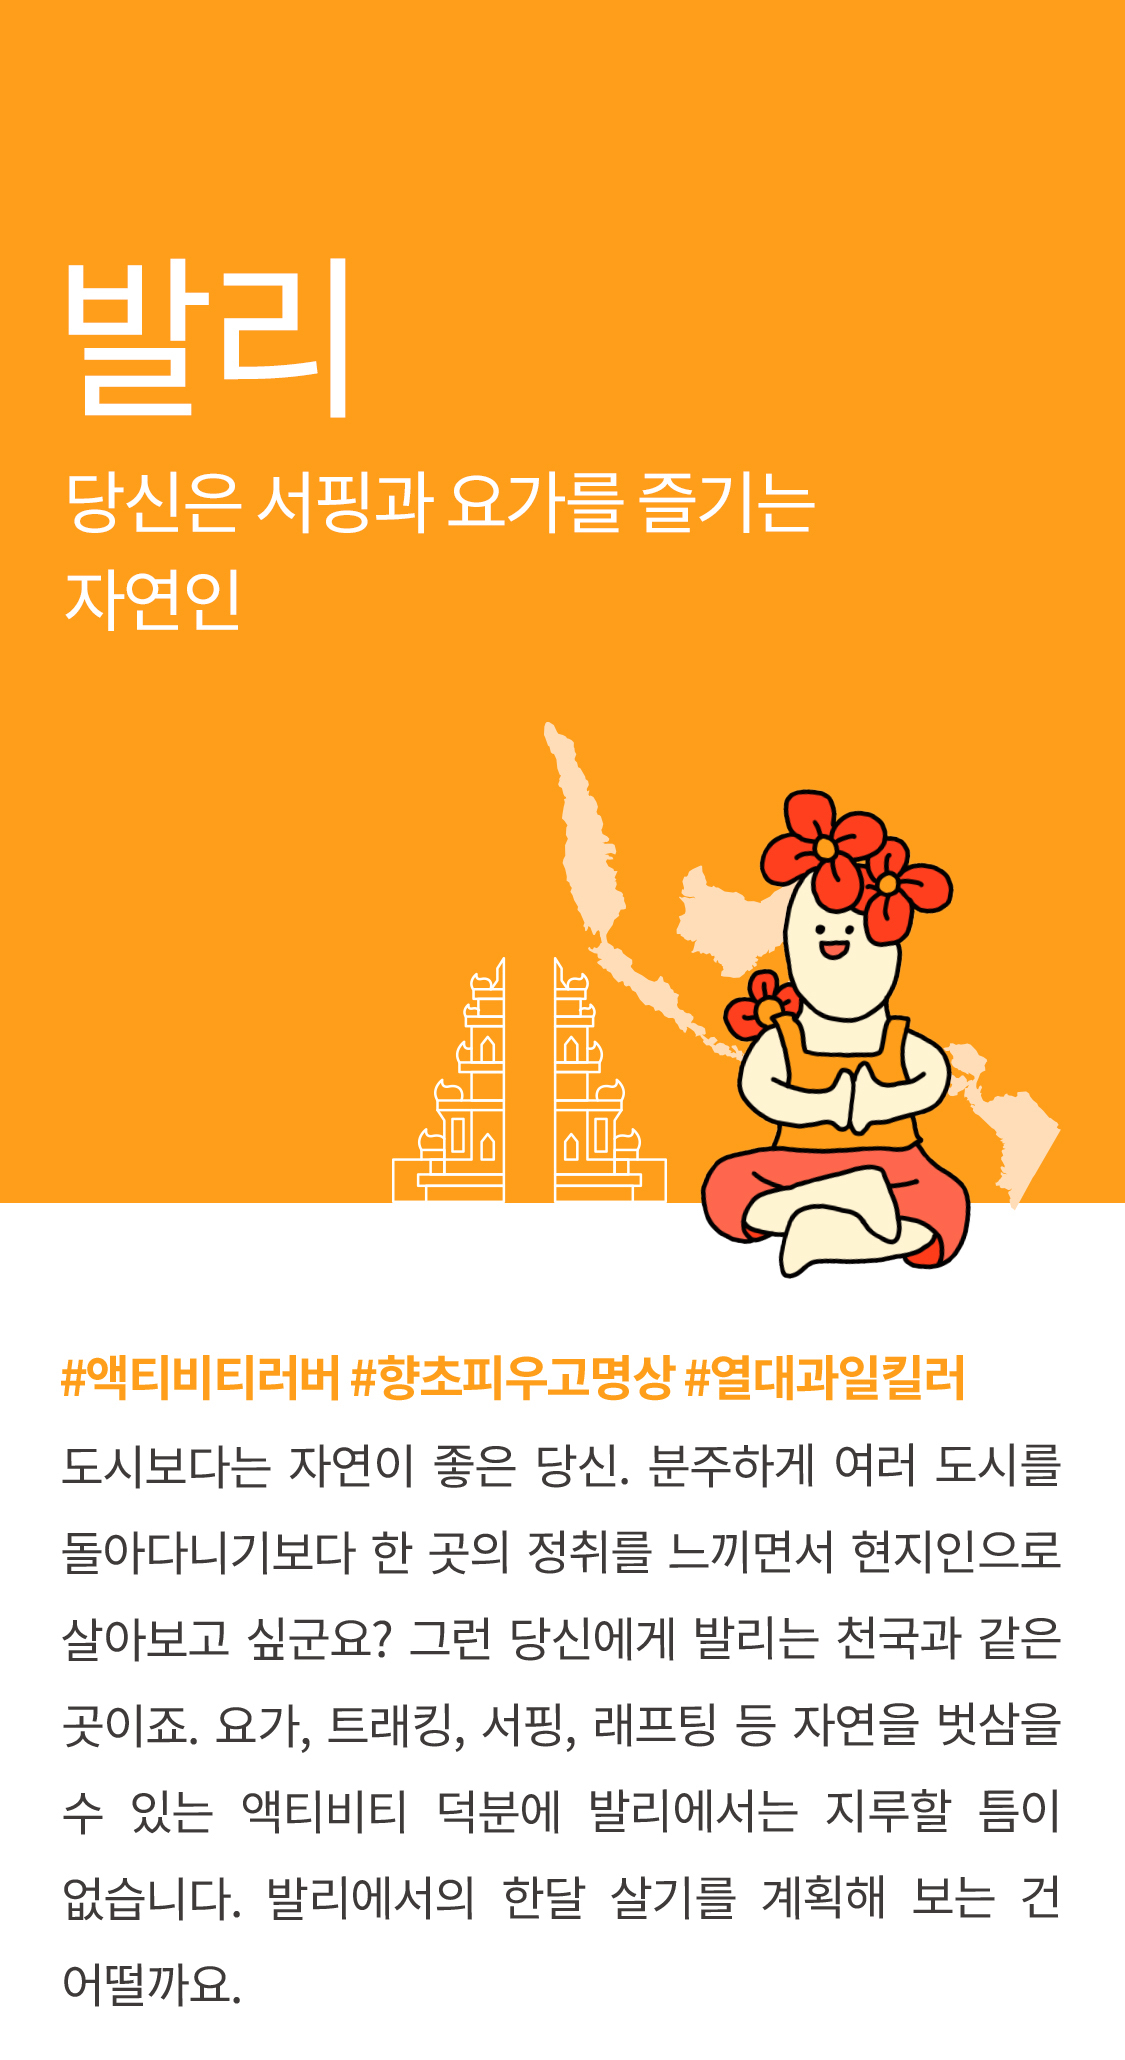 발리
당신은 서핑과 요가를 즐기는
자연인
#액티비티러버 #향초피우고명상 #열대과일킬러
도시보다는 자연이 좋은 당신. 분주하게 여러 도시를
돌아다니기보다 한 곳의 정취를 느끼면서 현지인으로
살아보고 싶군요? 그런 당신에게 발리는 천국과 같은
곳이죠. 요가, 트래킹, 서핑, 래프팅 등 자연을 벗삼을
수 있는 액티비티 덕분에 발리에서는 지루할 틈이
없습니다. 발리에서의 한달 살기를 계획해 보는 건
어떨까요.